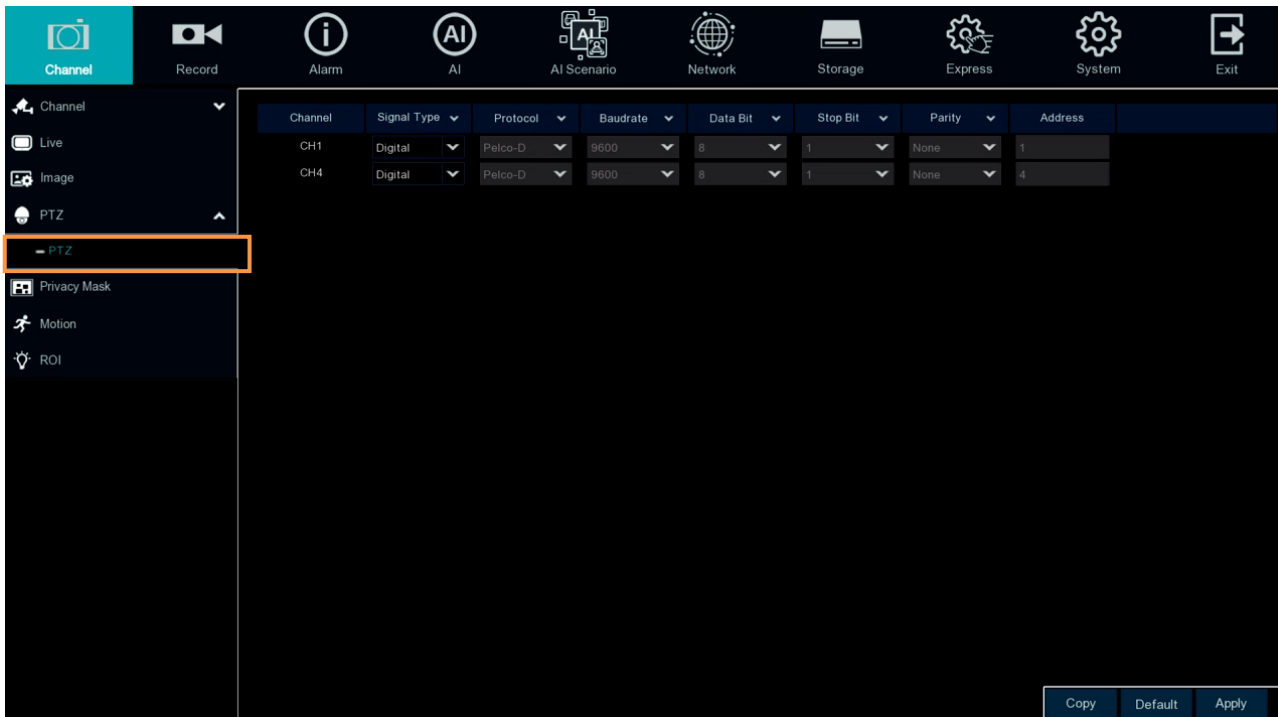 Channel Record Alarm AI AI Scenario Network Storage Express System Exit
Channel
Live
Image
PTZ
PTZ
Privacy Mask
Motion
ROI
Channel Signal Type Protocol Baudrate Data Bit Stop Bit Parity Address
CH1 Digital Pelco-D 9600 8 1 None 1
CH4 Digital Pelco-D 9600 8 1 None 4
Copy Default Apply